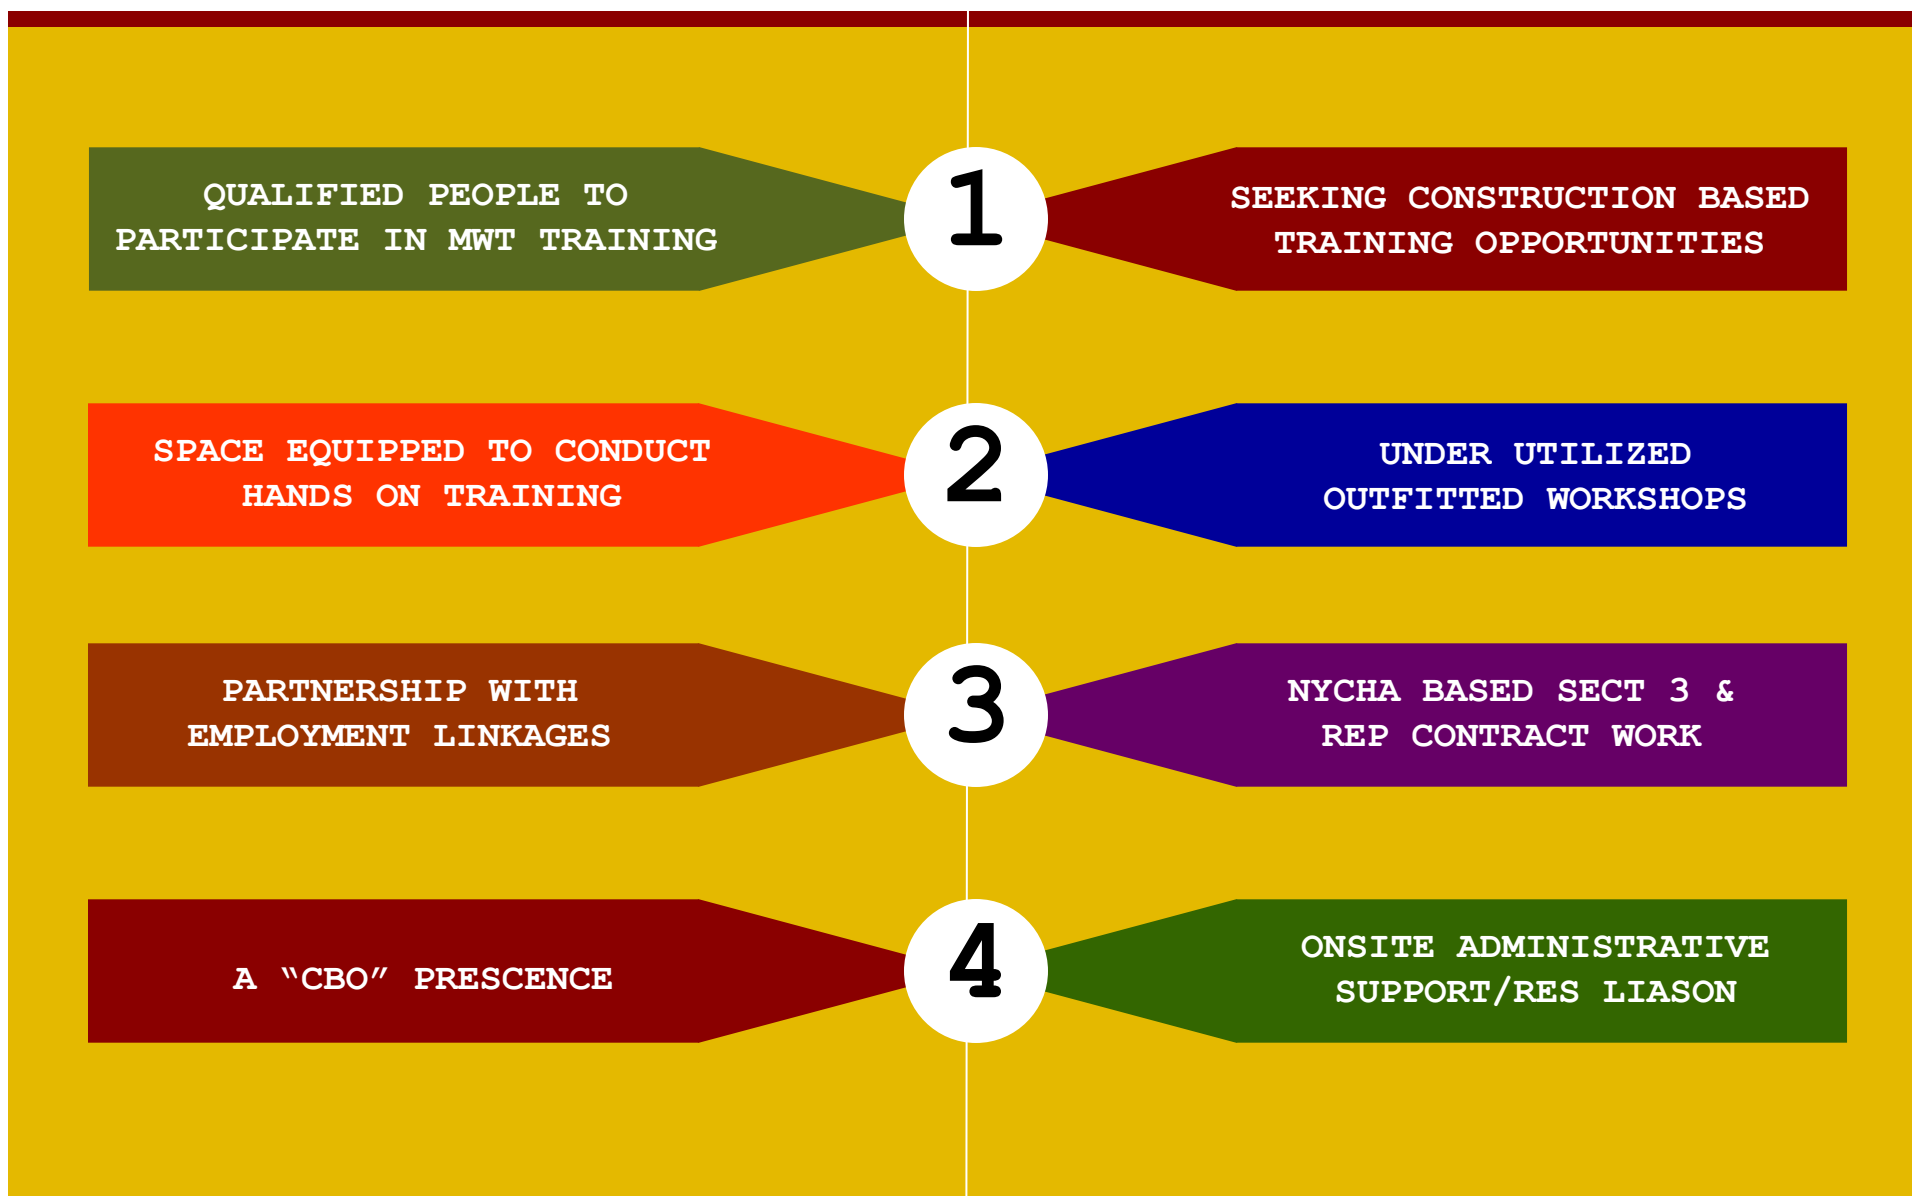 QUALIFIED PEOPLE TO
PARTICIPATE IN MWT TRAINING
1
SEEKING CONSTRUCTION BASED
TRAINING OPPORTUNITIES
SPACE EQUIPPED TO CONDUCT
HANDS ON TRAINING
2
UNDER UTILIZED
OUTFITTED WORKSHOPS
PARTNERSHIP WITH
EMPLOYMENT LINKAGES
3
NYCHA BASED SECT 3 &
REP CONTRACT WORK
A “CBO” PRESCENCE
4
ONSITE ADMINISTRATIVE
SUPPORT/RES LIASON